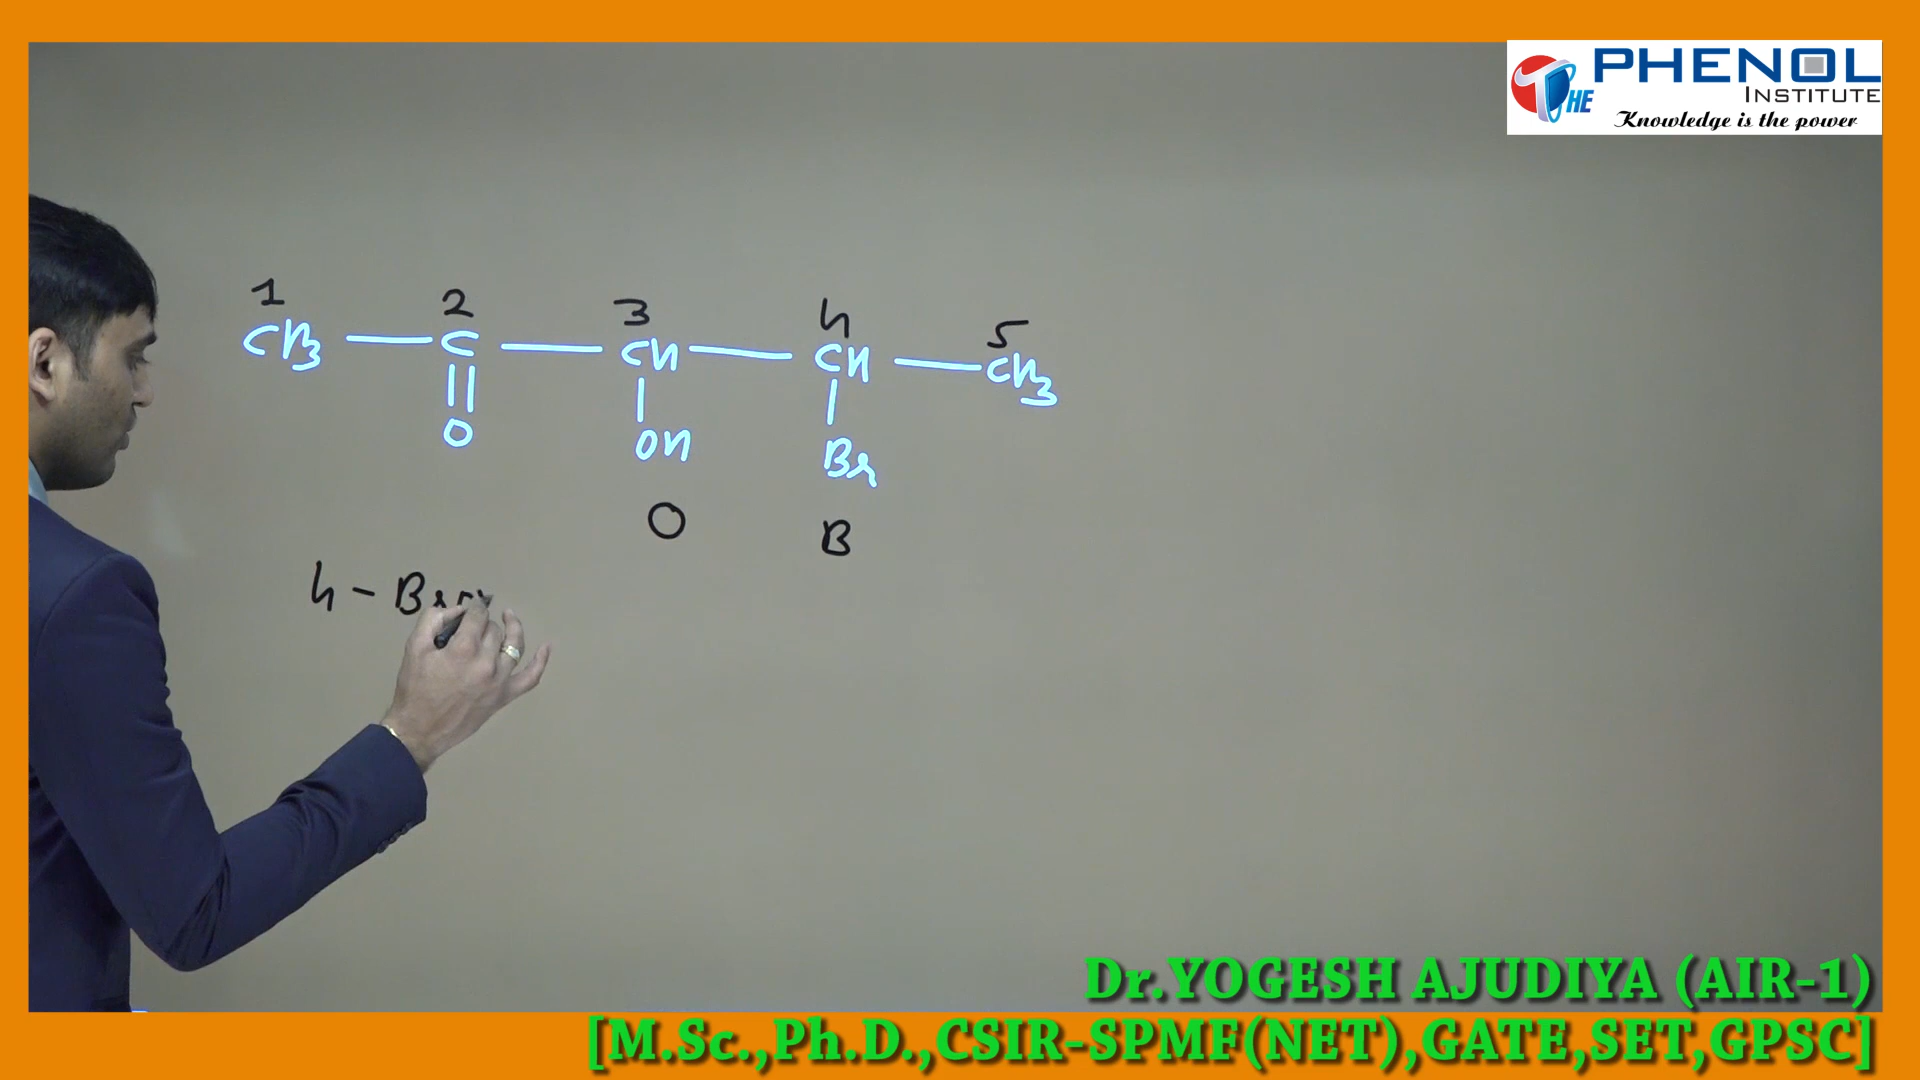 THE PHENOL
INSTITUTE
Knowledge is the power
1 2 3 4 5
CH3 — C — CH — CH — CH3
O OH Br
O B
4 - Bro
Dr.YOGESH AJUDIYA (AIR-1)
[M.Sc.,Ph.D.,CSIR-SPMF(NET),GATE,SET,GPSC]